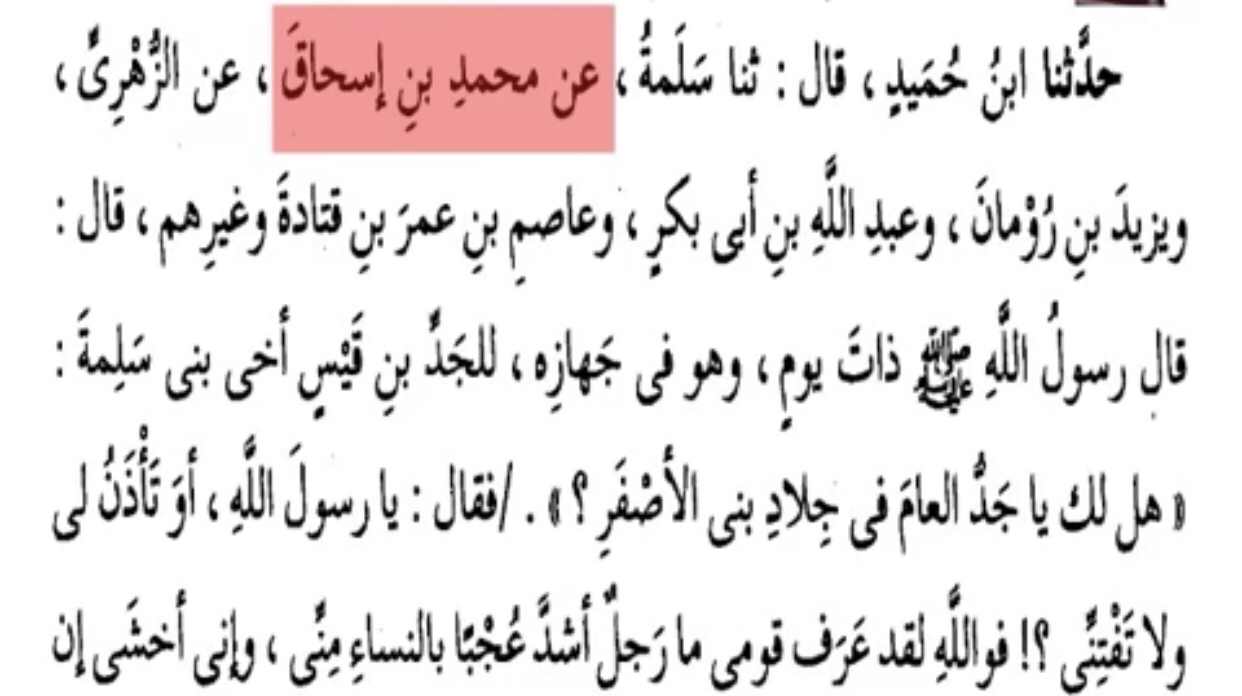 حدَّثنا ابنُ حُمَيدٍ ، قال : ثنا سَلَمةُ ، عن محمدِ بنِ إسحاقَ ، عن الزُّهْرِىِّ ،
ويزيدَ بنِ رُوْمانَ ، وعبدِ اللَّهِ بنِ أبى بكرٍ ، وعاصمِ بنِ عمرَ بنِ قتادةَ وغيرِهم ، قال :
قال رسولُ اللَّهِ ﷺ ذاتَ يومٍ ، وهو فى جَهازِه ، للجَدِّ بنِ قَيْسٍ أخى بنى سَلِمةَ :
« هل لك يا جَدُّ العامَ فى جِلادِ بنى الأَصْفَرِ ؟ » . /فقال : يا رسولَ اللَّهِ ، أوَ تَأْذَنُ لى
ولا تَفْتِنِّى ؟! فواللَّهِ لقد عَرَف قومى ما رَجلٌ أشدَّ عُجْبًا بالنساءِ مِنِّى ، وإنى أخشَى إن